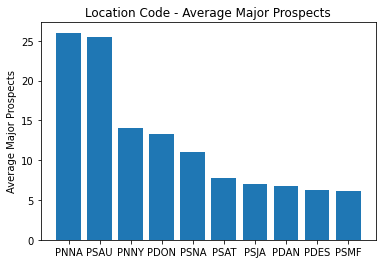 Location Code - Average Major Prospects
Average Major Prospects
25
20
15
10
5
0
PNNA PSAU PNNY PDON PSNA PSAT PSJA PDAN PDES PSMF